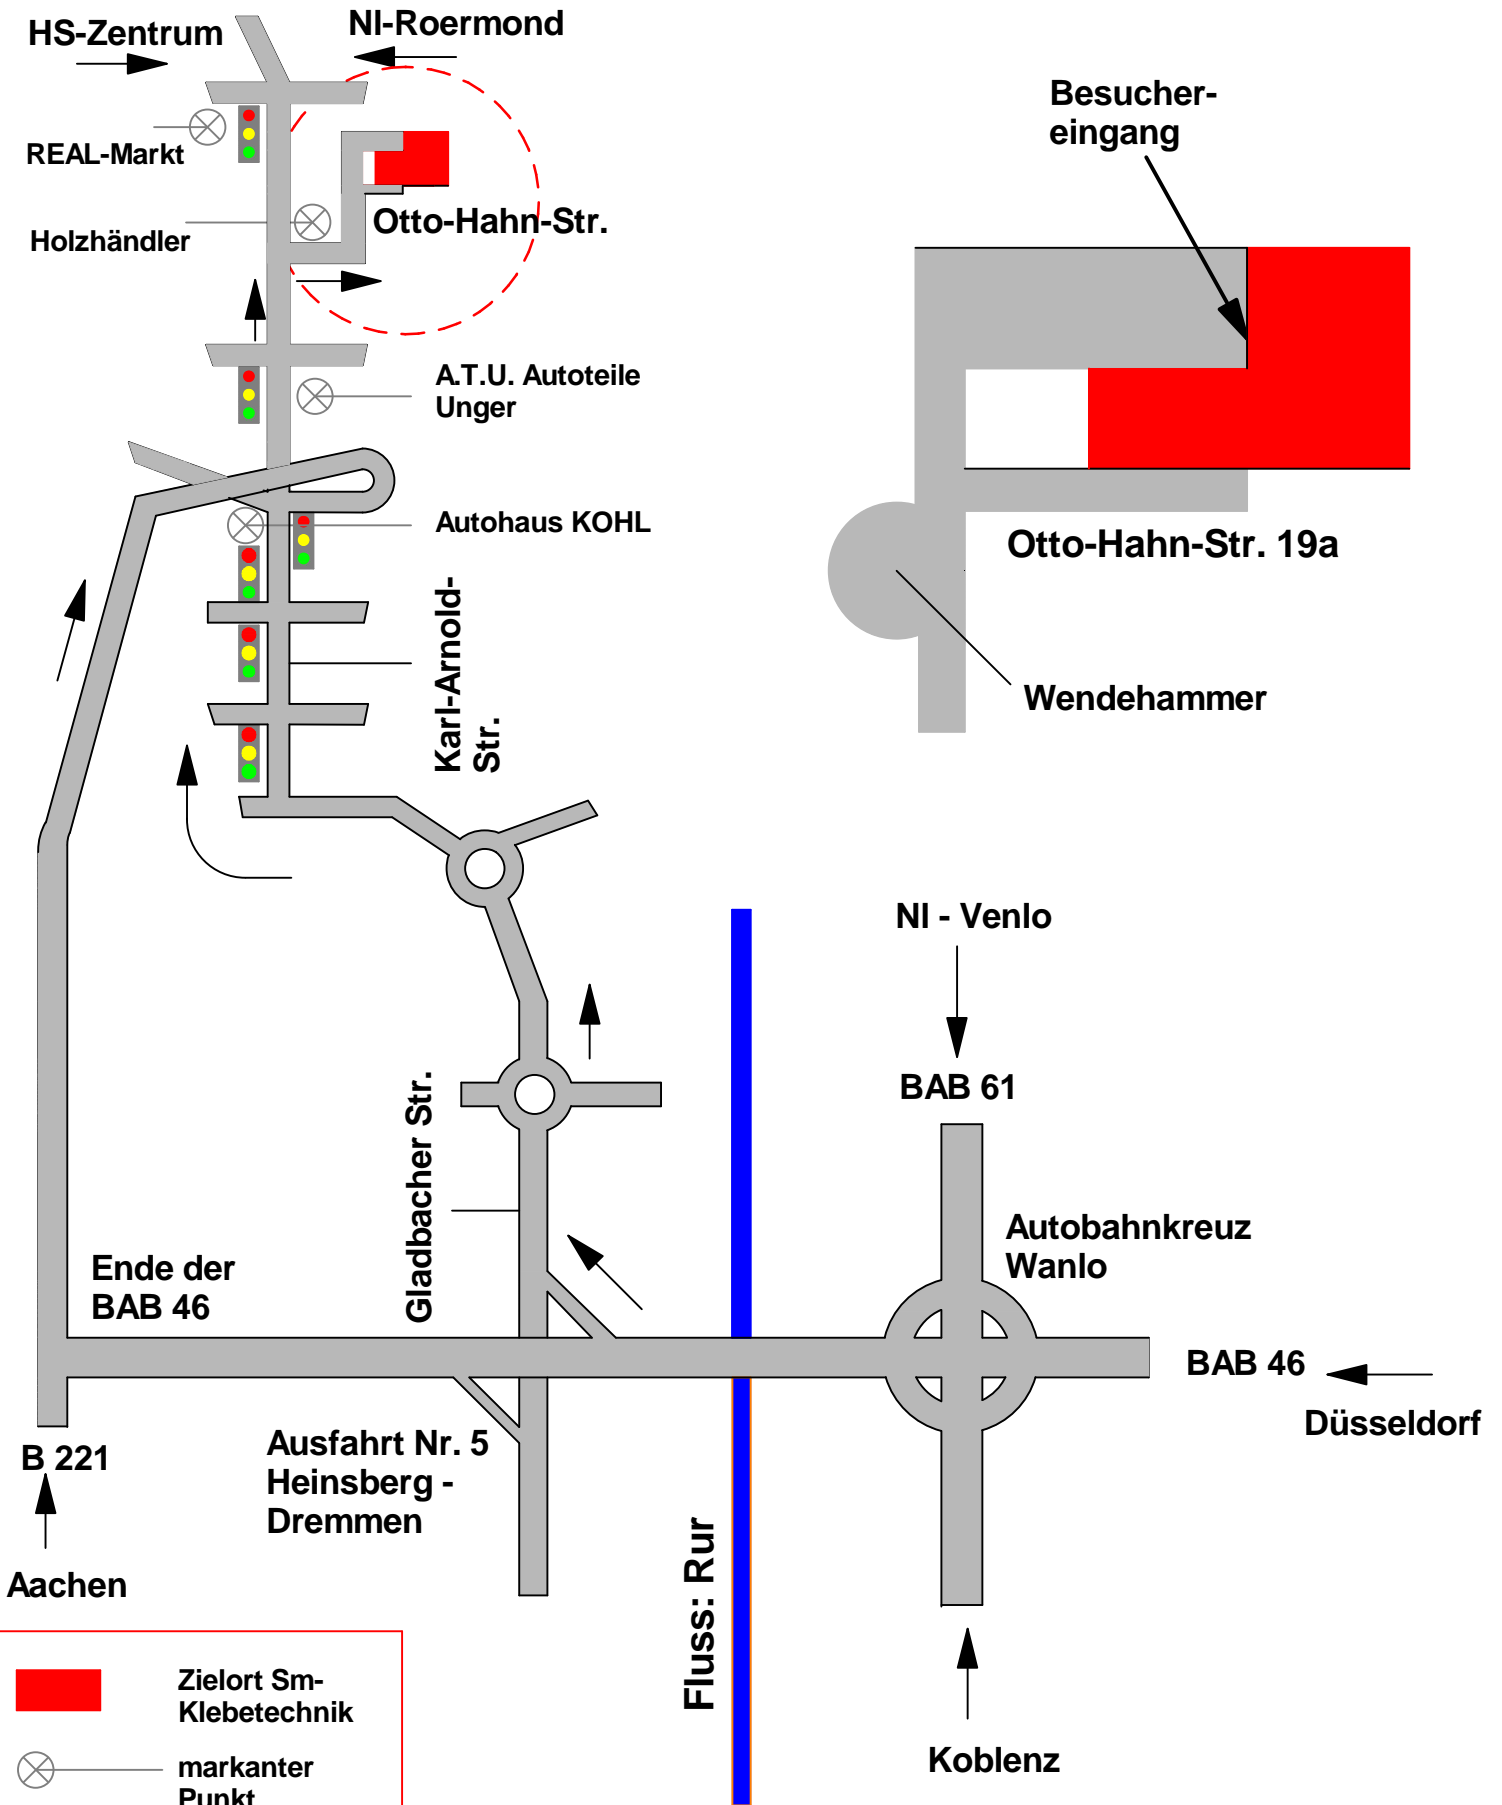 HS-Zentrum
NI-Roermond
REAL-Markt
Holzhändler
Otto-Hahn-Str.
A.T.U. Autoteile
Unger
Autohaus KOHL
Karl-Arnold-
Str.
Besucher-
eingang
Otto-Hahn-Str. 19a
Wendehammer
NI - Venlo
BAB 61
Gladbacher Str.
Autobahnkreuz
Wanlo
Ende der
BAB 46
BAB 46
Düsseldorf
B 221
Ausfahrt Nr. 5
Heinsberg -
Dremmen
Aachen
Fluss: Rur
Koblenz
Zielort Sm-
Klebetechnik
markanter
Punkt